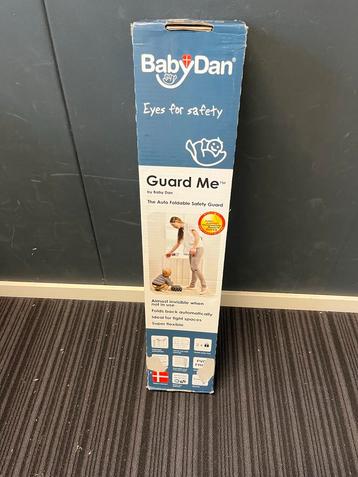 BabyDan®
Eyes for safety
Guard Me™
by Baby Dan
The Auto Foldable Safety Guard
Almost invisible when
not in use
Folds back automatically
Ideal for tight spaces
Super flexible